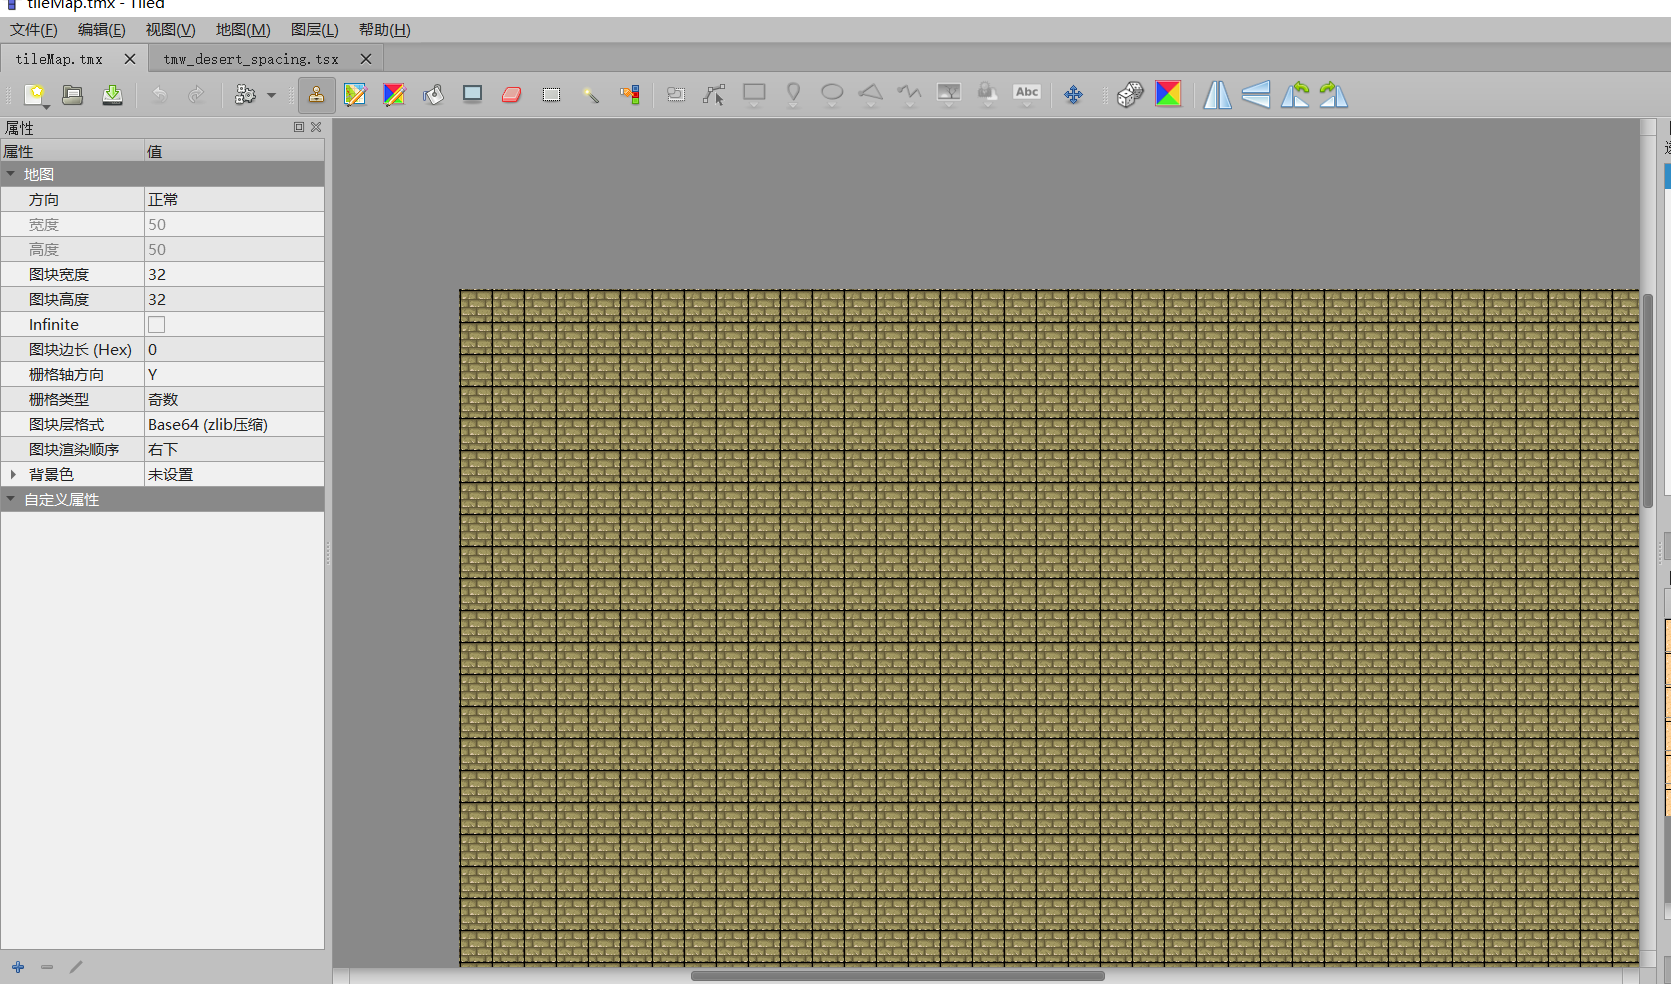 tileMap.tmx - Tiled
文件(F) 编辑(E) 视图(V) 地图(M) 图层(L) 帮助(H)
tileMap.tmx tmw_desert_spacing.tsx
Abc
属性
属性 值
地图
方向 正常
宽度 50
高度 50
图块宽度 32
图块高度 32
Infinite
图块边长 (Hex) 0
栅格轴方向 Y
栅格类型 奇数
图块层格式 Base64 (zlib压缩)
图块渲染顺序 右下
背景色 未设置
自定义属性